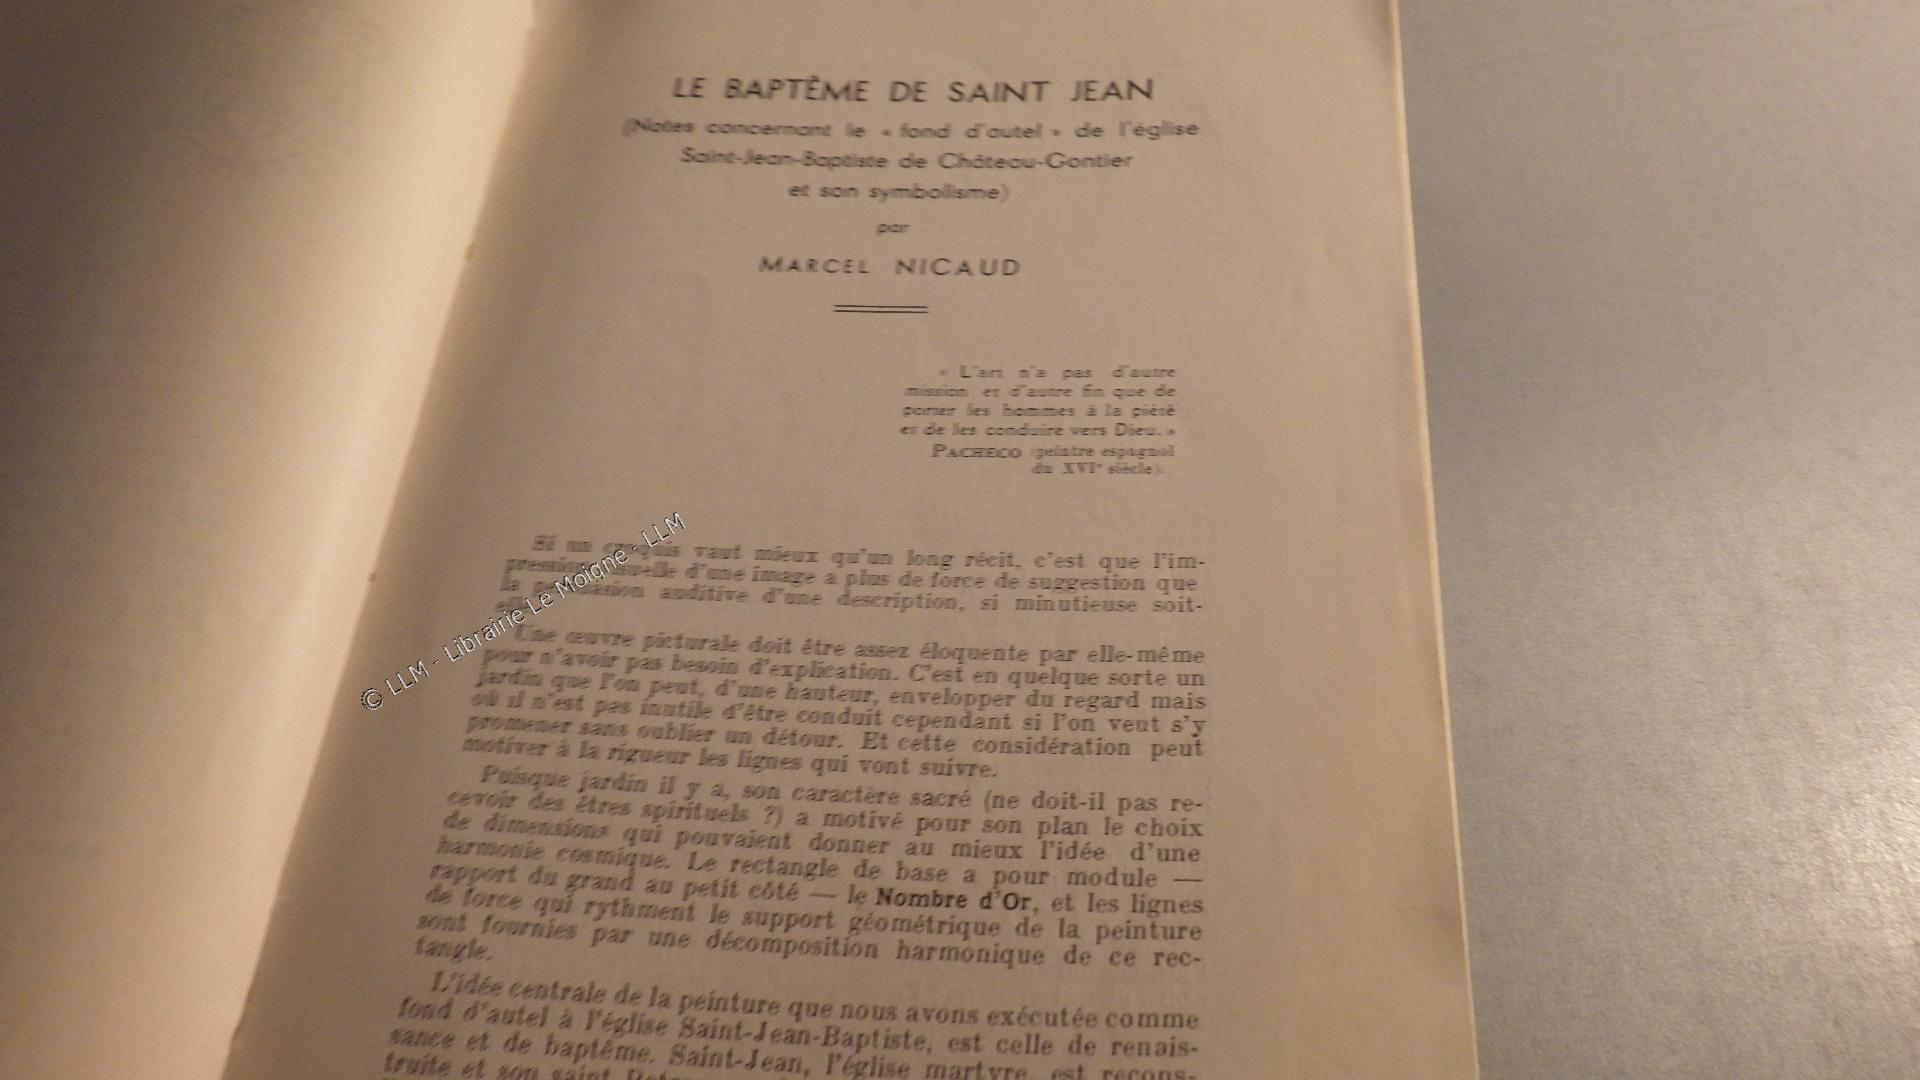 LE BAPTÊME DE SAINT JEAN
(Notes concernant le « fond d'autel » de l'église
Saint-Jean-Baptiste de Château-Gontier
et son symbolisme)
par
MARCEL NICAUD
« L'art n'a pas d'autre
mission et d'autre fin que de
porter les hommes à la piété
et de les conduire vers Dieu. »
PACHECO (peintre espagnol
du XVIe siècle).
Si un croquis vaut mieux qu'un long récit, c'est que l'im-
pression visuelle d'une image a plus de force de suggestion que
la auditive d'une description, si minutieuse soit-
Une œuvre picturale doit être assez éloquente par elle-même
pour n'avoir pas besoin d'explication. C'est en quelque sorte un
jardin que l'on peut, d'une hauteur, envelopper du regard mais
où il n'est pas inutile d'être conduit cependant si l'on veut s'y
promener sans oublier un détour. Et cette considération peut
motiver à la rigueur les lignes qui vont suivre.
Puisque jardin il y a, son caractère sacré (ne doit-il pas re-
cevoir des êtres spirituels ?) a motivé pour son plan le choix
de dimensions qui pouvaient donner au mieux l'idée d'une
harmonie cosmique. Le rectangle de base a pour module —
rapport du grand au petit côté — le Nombre d'Or, et les lignes
de force qui rythment le support géométrique de la peinture
sont fournies par une décomposition harmonique de ce rec-
tangle.
L'idée centrale de la peinture que nous avons exécutée comme
fond d'autel à l'église Saint-Jean-Baptiste, est celle de renais-
sance et de baptême. Saint-Jean, l'église martyre, est recons-
truite et son saint
© LLM - Librairie Le Moigne - LLM